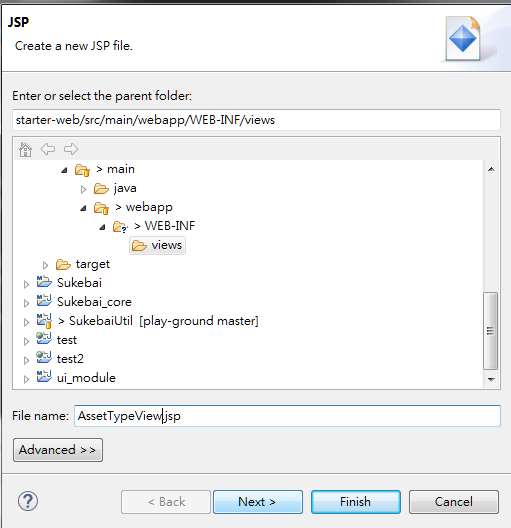 JSP
Create a new JSP file.
Enter or select the parent folder:
starter-web/src/main/webapp/WEB-INF/views
> main
java
> webapp
> WEB-INF
views
target
Sukebai
Sukebai_core
> SukebaiUtil [play-ground master]
test
test2
ui_module
File name: AssetTypeView.jsp
Advanced >>
? < Back Next > Finish Cancel